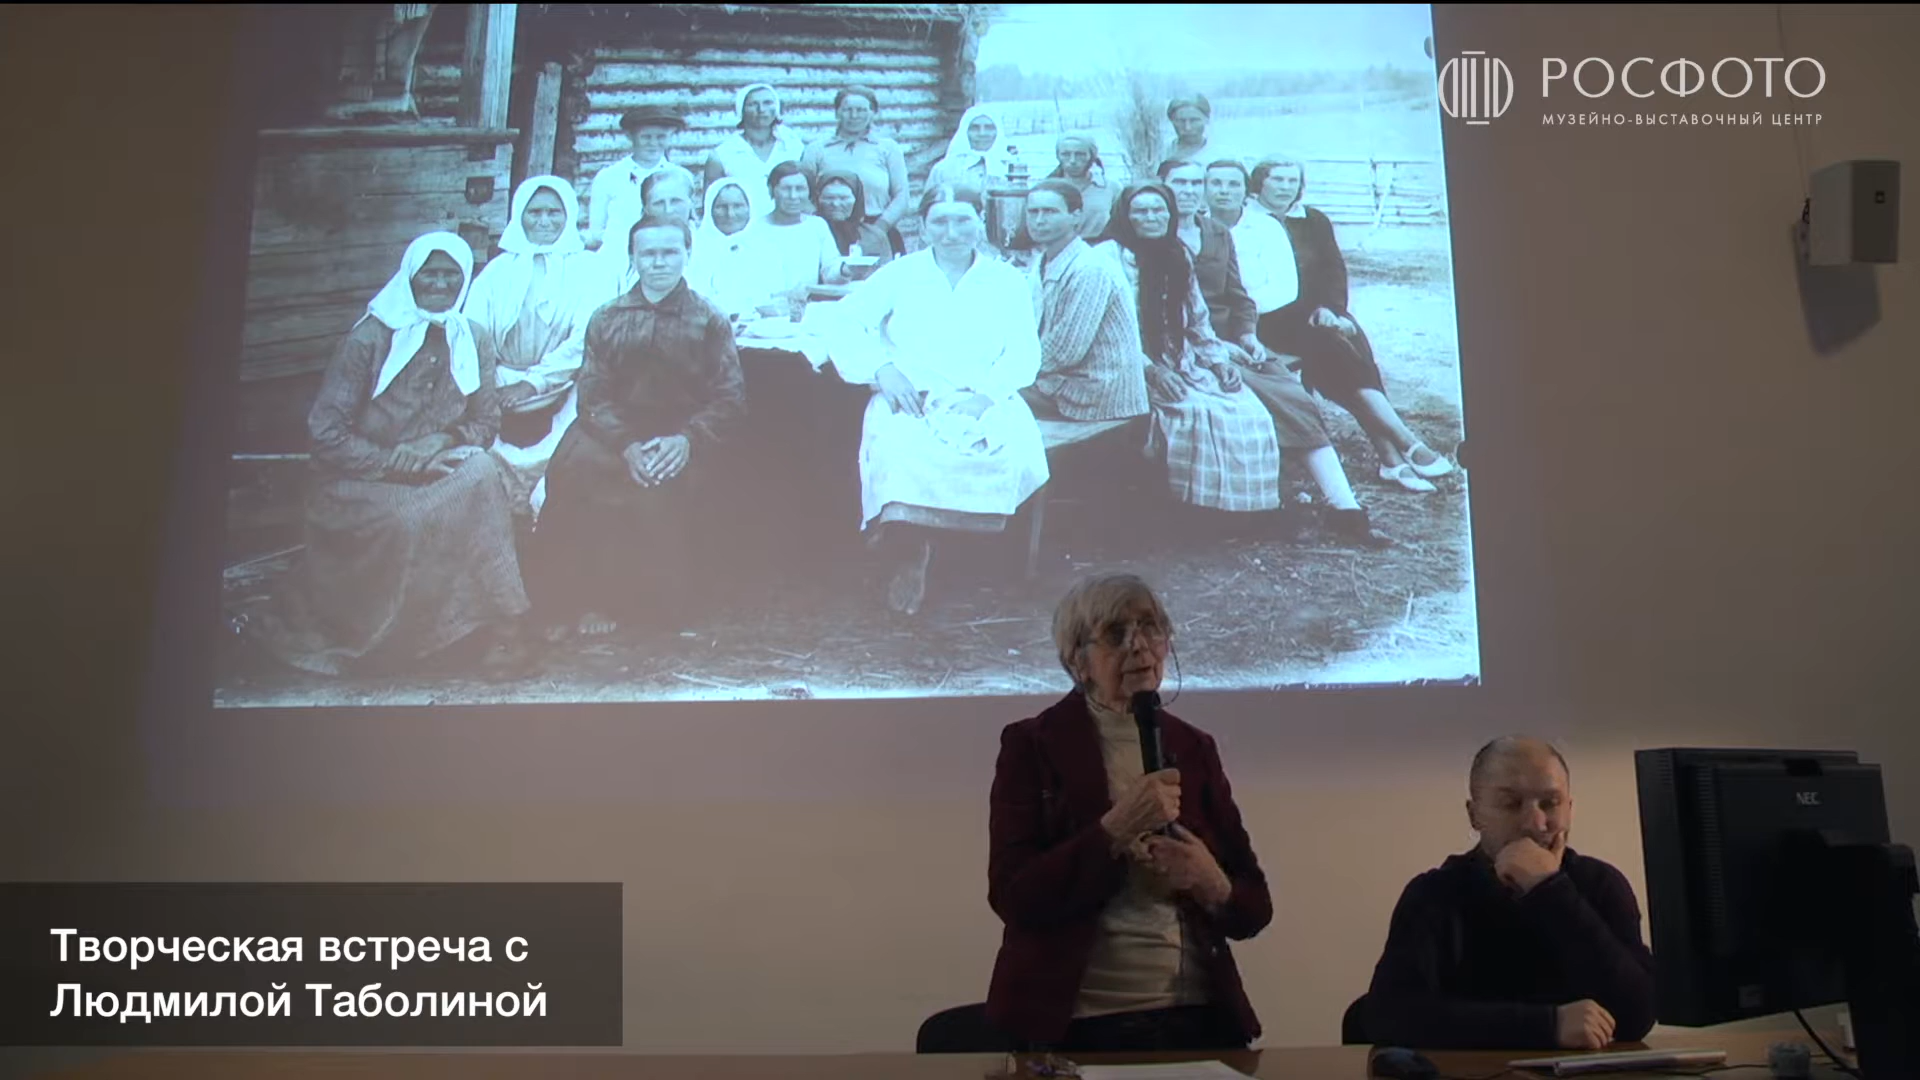 РОСФОТО
МУЗЕЙНО-ВЫСТАВОЧНЫЙ ЦЕНТР
NEC
Творческая встреча с
Людмилой Таболиной